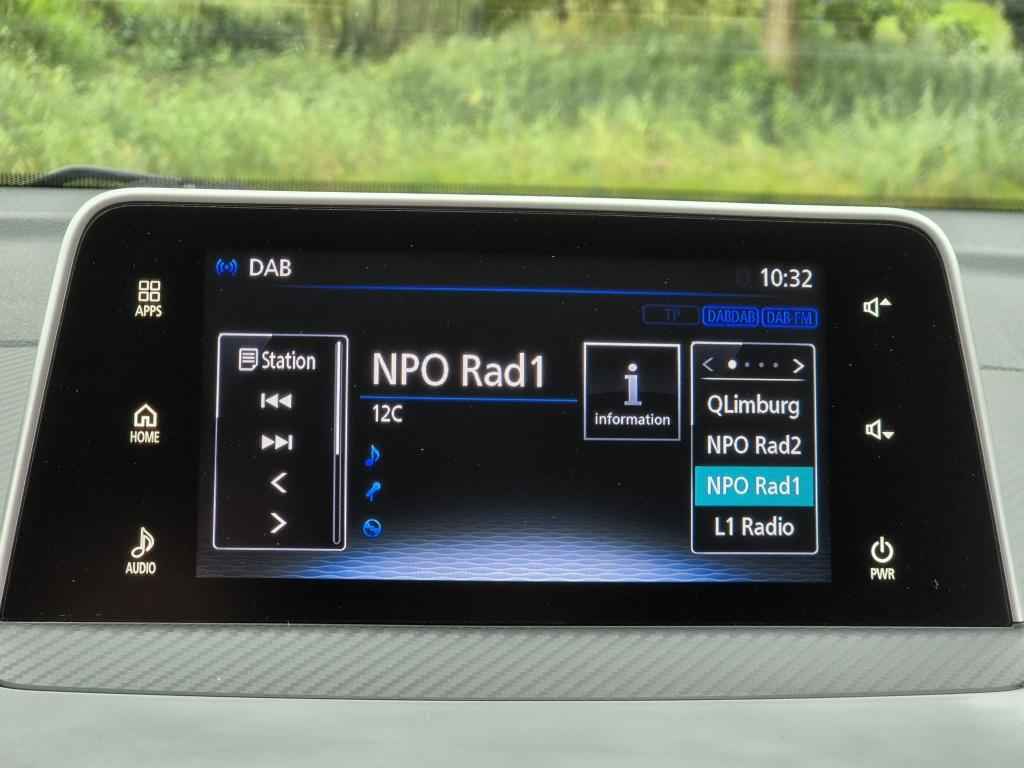 DAB
10:32
TP
DABDAB
DAB-FM
APPS
HOME
AUDIO
Station
NPO Rad1
12C
i
information
QLimburg
NPO Rad2
NPO Rad1
L1 Radio
PWR